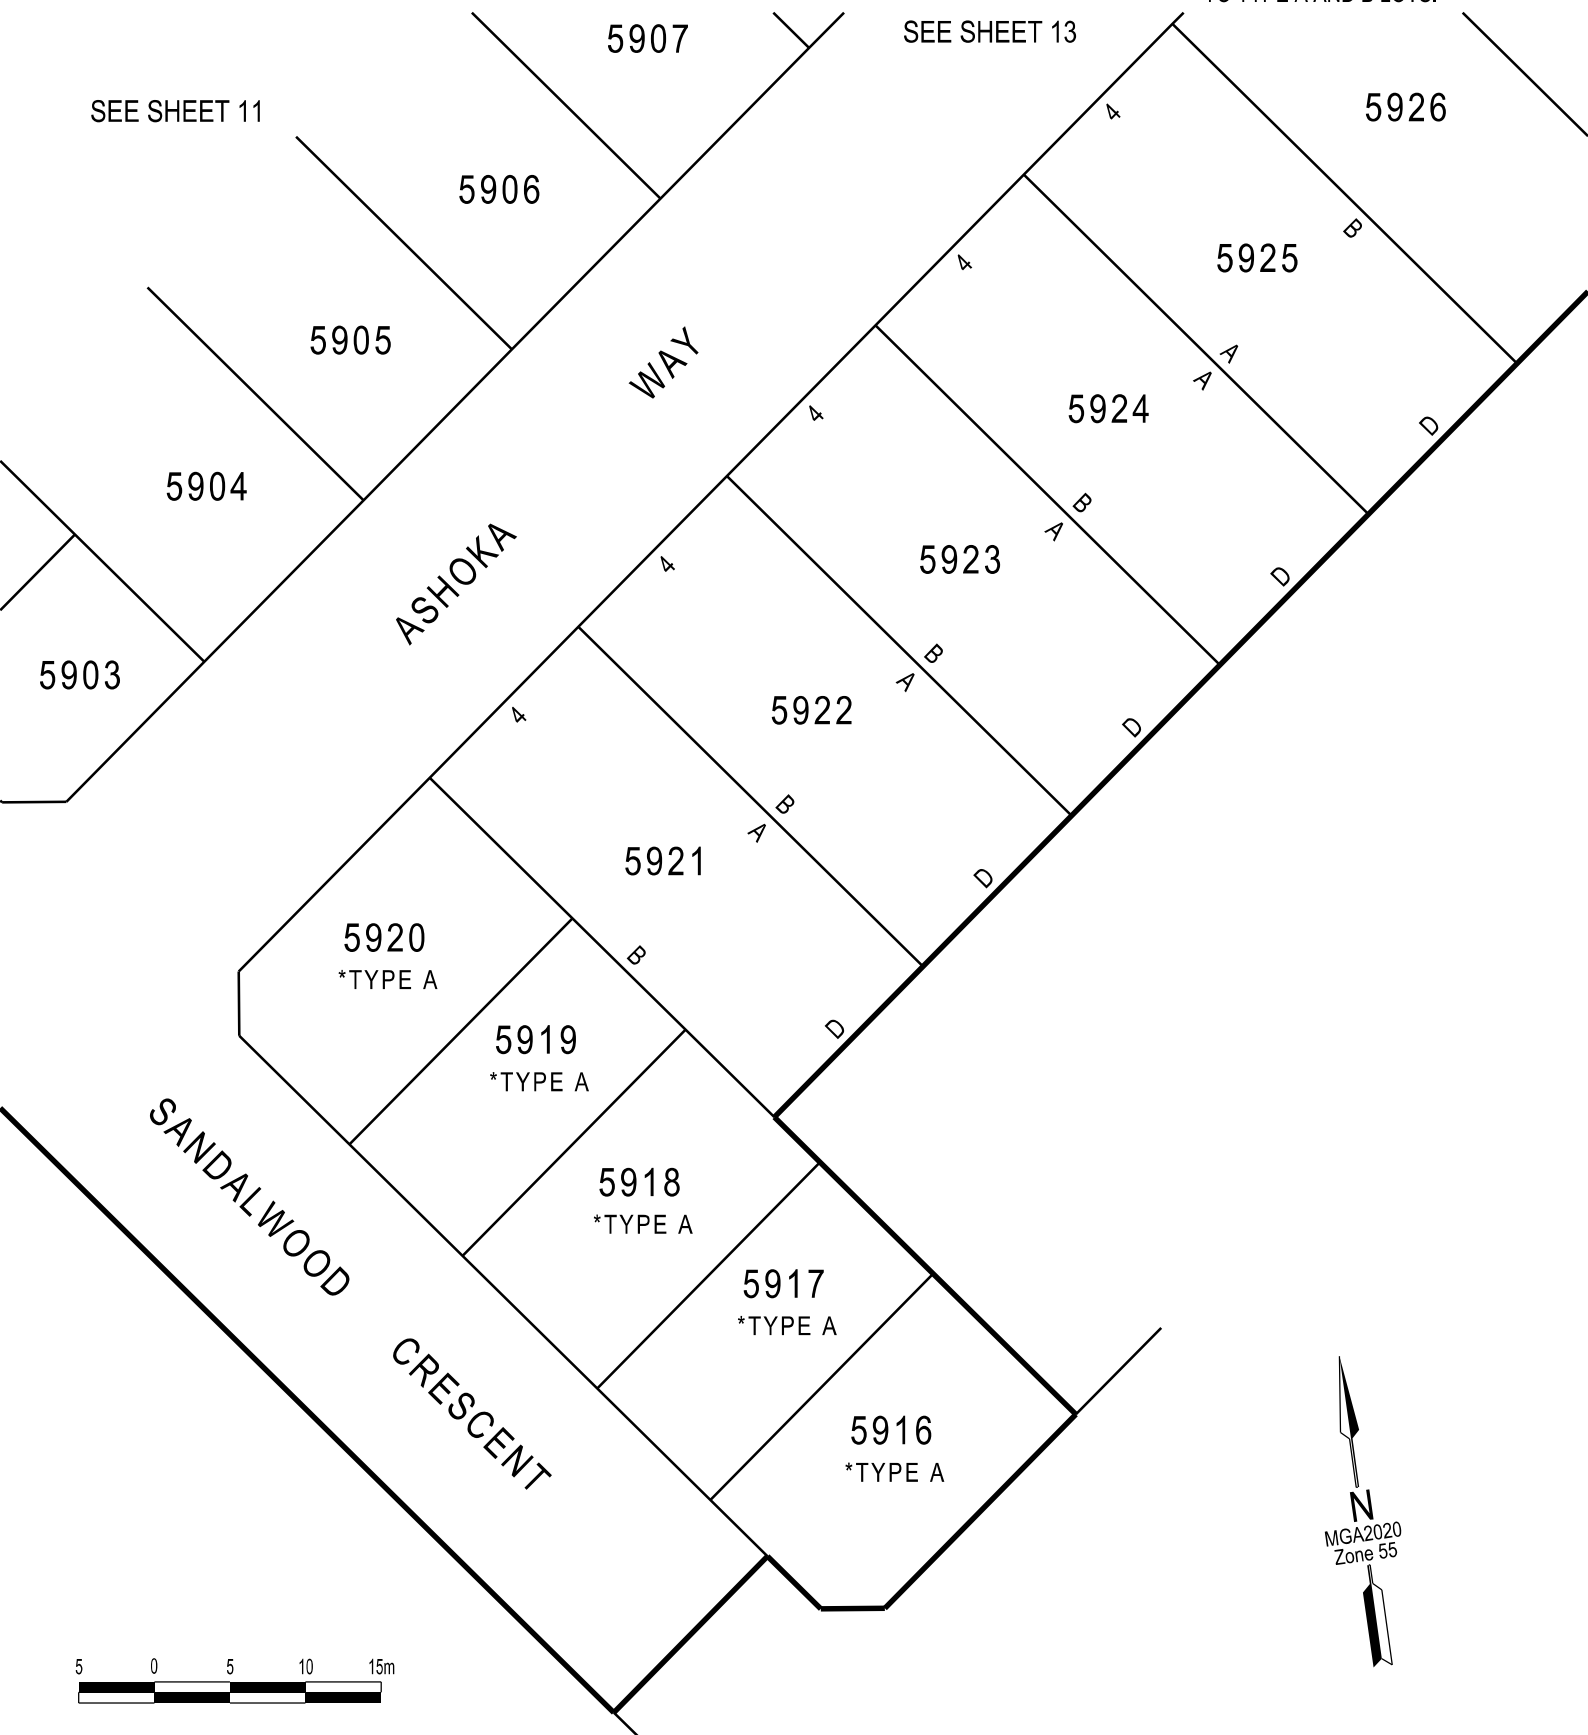 5907
SEE SHEET 13
SEE SHEET 11
5926
4
5906
B
5925
4
5905
WAY
A
A
5924
4
D
5904
B
A
ASHOKA
5923
4
D
5903
B
A
5922
4
D
B
A
5921
D
5920
*TYPE A
B
D
5919
*TYPE A
SANDALWOOD
5918
*TYPE A
5917
*TYPE A
CRESCENT
5916
*TYPE A
N
MGA2020
Zone 55
5 0 5 10 15m